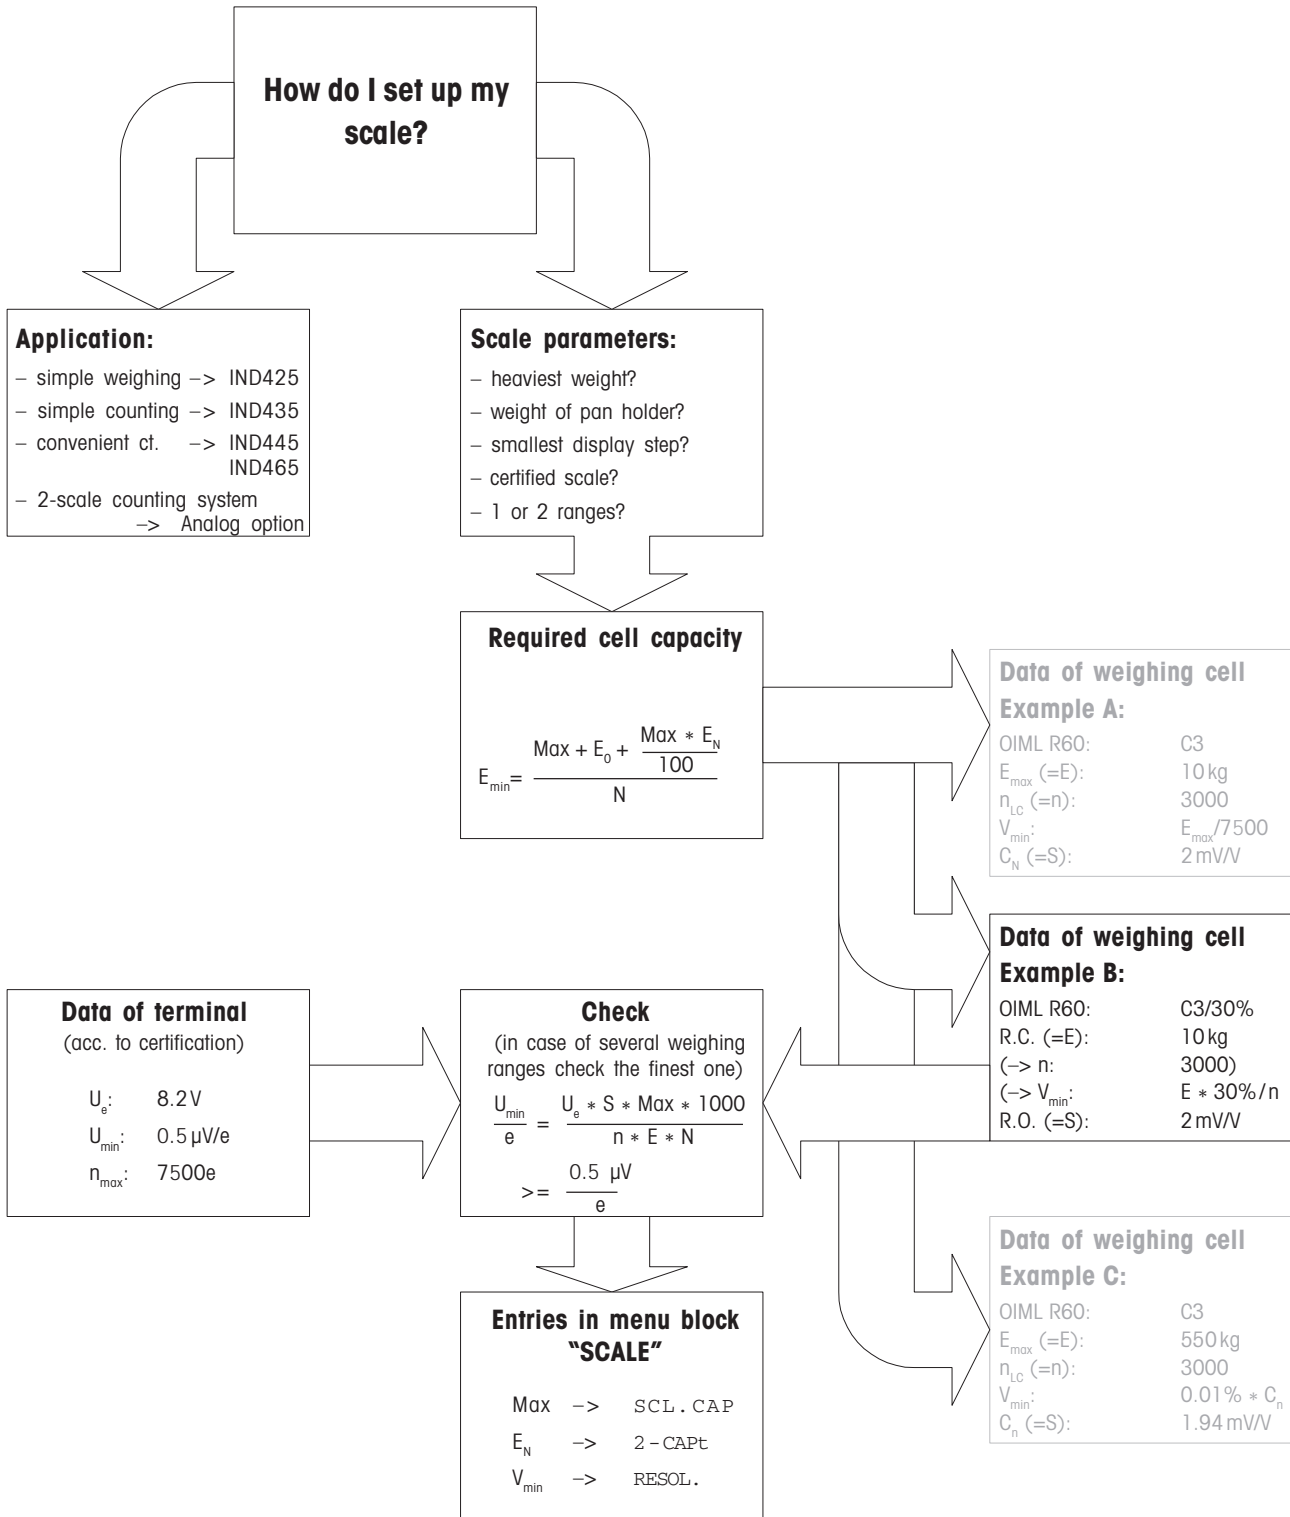 How do I set up my
scale?
Application:
– simple weighing –> IND425
– simple counting –> IND435
– convenient ct. –> IND445
IND465
– 2-scale counting system
–> Analog option
Scale parameters:
– heaviest weight?
– weight of pan holder?
– smallest display step?
– certified scale?
– 1 or 2 ranges?
Required cell capacity
Max * E_N
Max + E_0 + 100
E_min= N
Data of weighing cell
Example A:
OIML R60: C3
E_max (=E): 10 kg
n_LC (=n): 3000
V_min: E_max/7500
C_N (=S): 2 mV/V
Data of weighing cell
Example B:
OIML R60: C3/30%
R.C. (=E): 10 kg
(–> n: 3000)
(–> V_min: E * 30%/n
R.O. (=S): 2 mV/V
Data of terminal
(acc. to certification)
U_e: 8.2 V
U_min: 0.5 µV/e
n_max: 7500e
Check
(in case of several weighing
ranges check the finest one)
U_min U_e * S * Max * 1000
e = n * E * N
0.5 µV
>= e
Data of weighing cell
Example C:
OIML R60: C3
E_max (=E): 550 kg
n_LC (=n): 3000
V_min: 0.01% * C_n
C_n (=S): 1.94 mV/V
Entries in menu block
“SCALE”
Max –> SCL.CAP
E_N –> 2-CAPt
V_min –> RESOL.